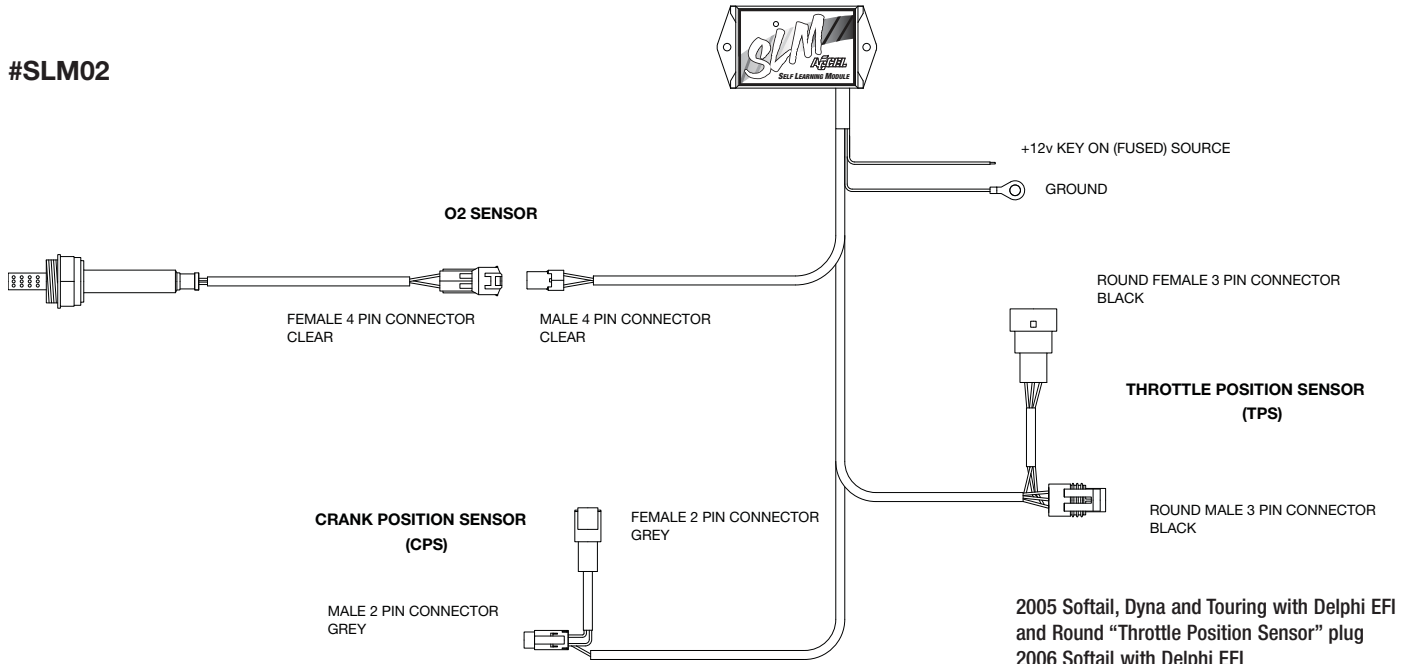 #SLM02
SLM
ACCEL
SELF LEARNING MODULE
+12v KEY ON (FUSED) SOURCE
GROUND
O2 SENSOR
FEMALE 4 PIN CONNECTOR
CLEAR
MALE 4 PIN CONNECTOR
CLEAR
ROUND FEMALE 3 PIN CONNECTOR
BLACK
THROTTLE POSITION SENSOR
(TPS)
ROUND MALE 3 PIN CONNECTOR
BLACK
CRANK POSITION SENSOR
(CPS)
FEMALE 2 PIN CONNECTOR
GREY
MALE 2 PIN CONNECTOR
GREY
2005 Softail, Dyna and Touring with Delphi EFI
and Round “Throttle Position Sensor” plug
2006 Softail with Delphi EFI